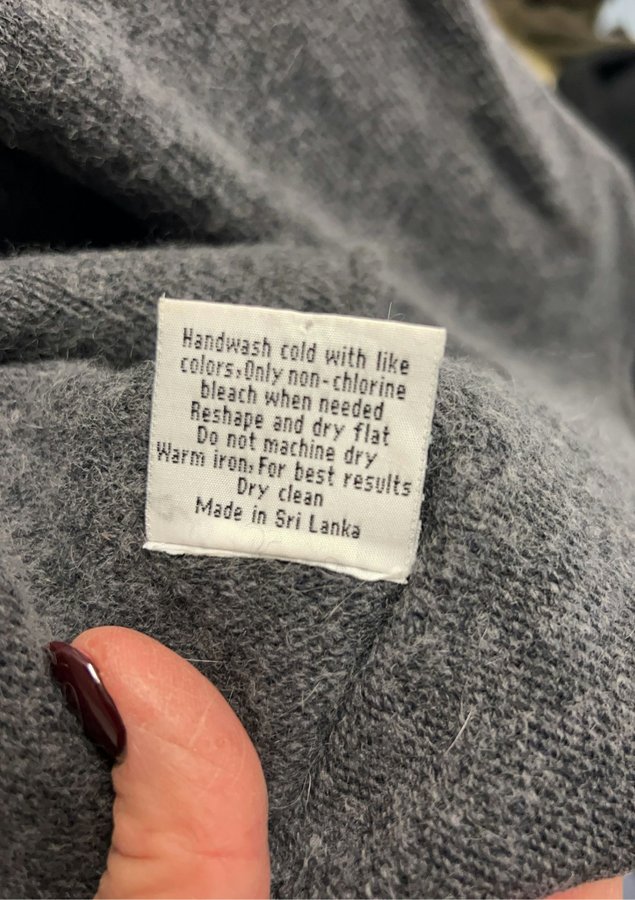 Handwash cold with like
colors,Only non-chlorine
bleach when needed
Reshape and dry flat
Do not machine dry
Warm iron,For best results
Dry clean
Made in Sri Lanka